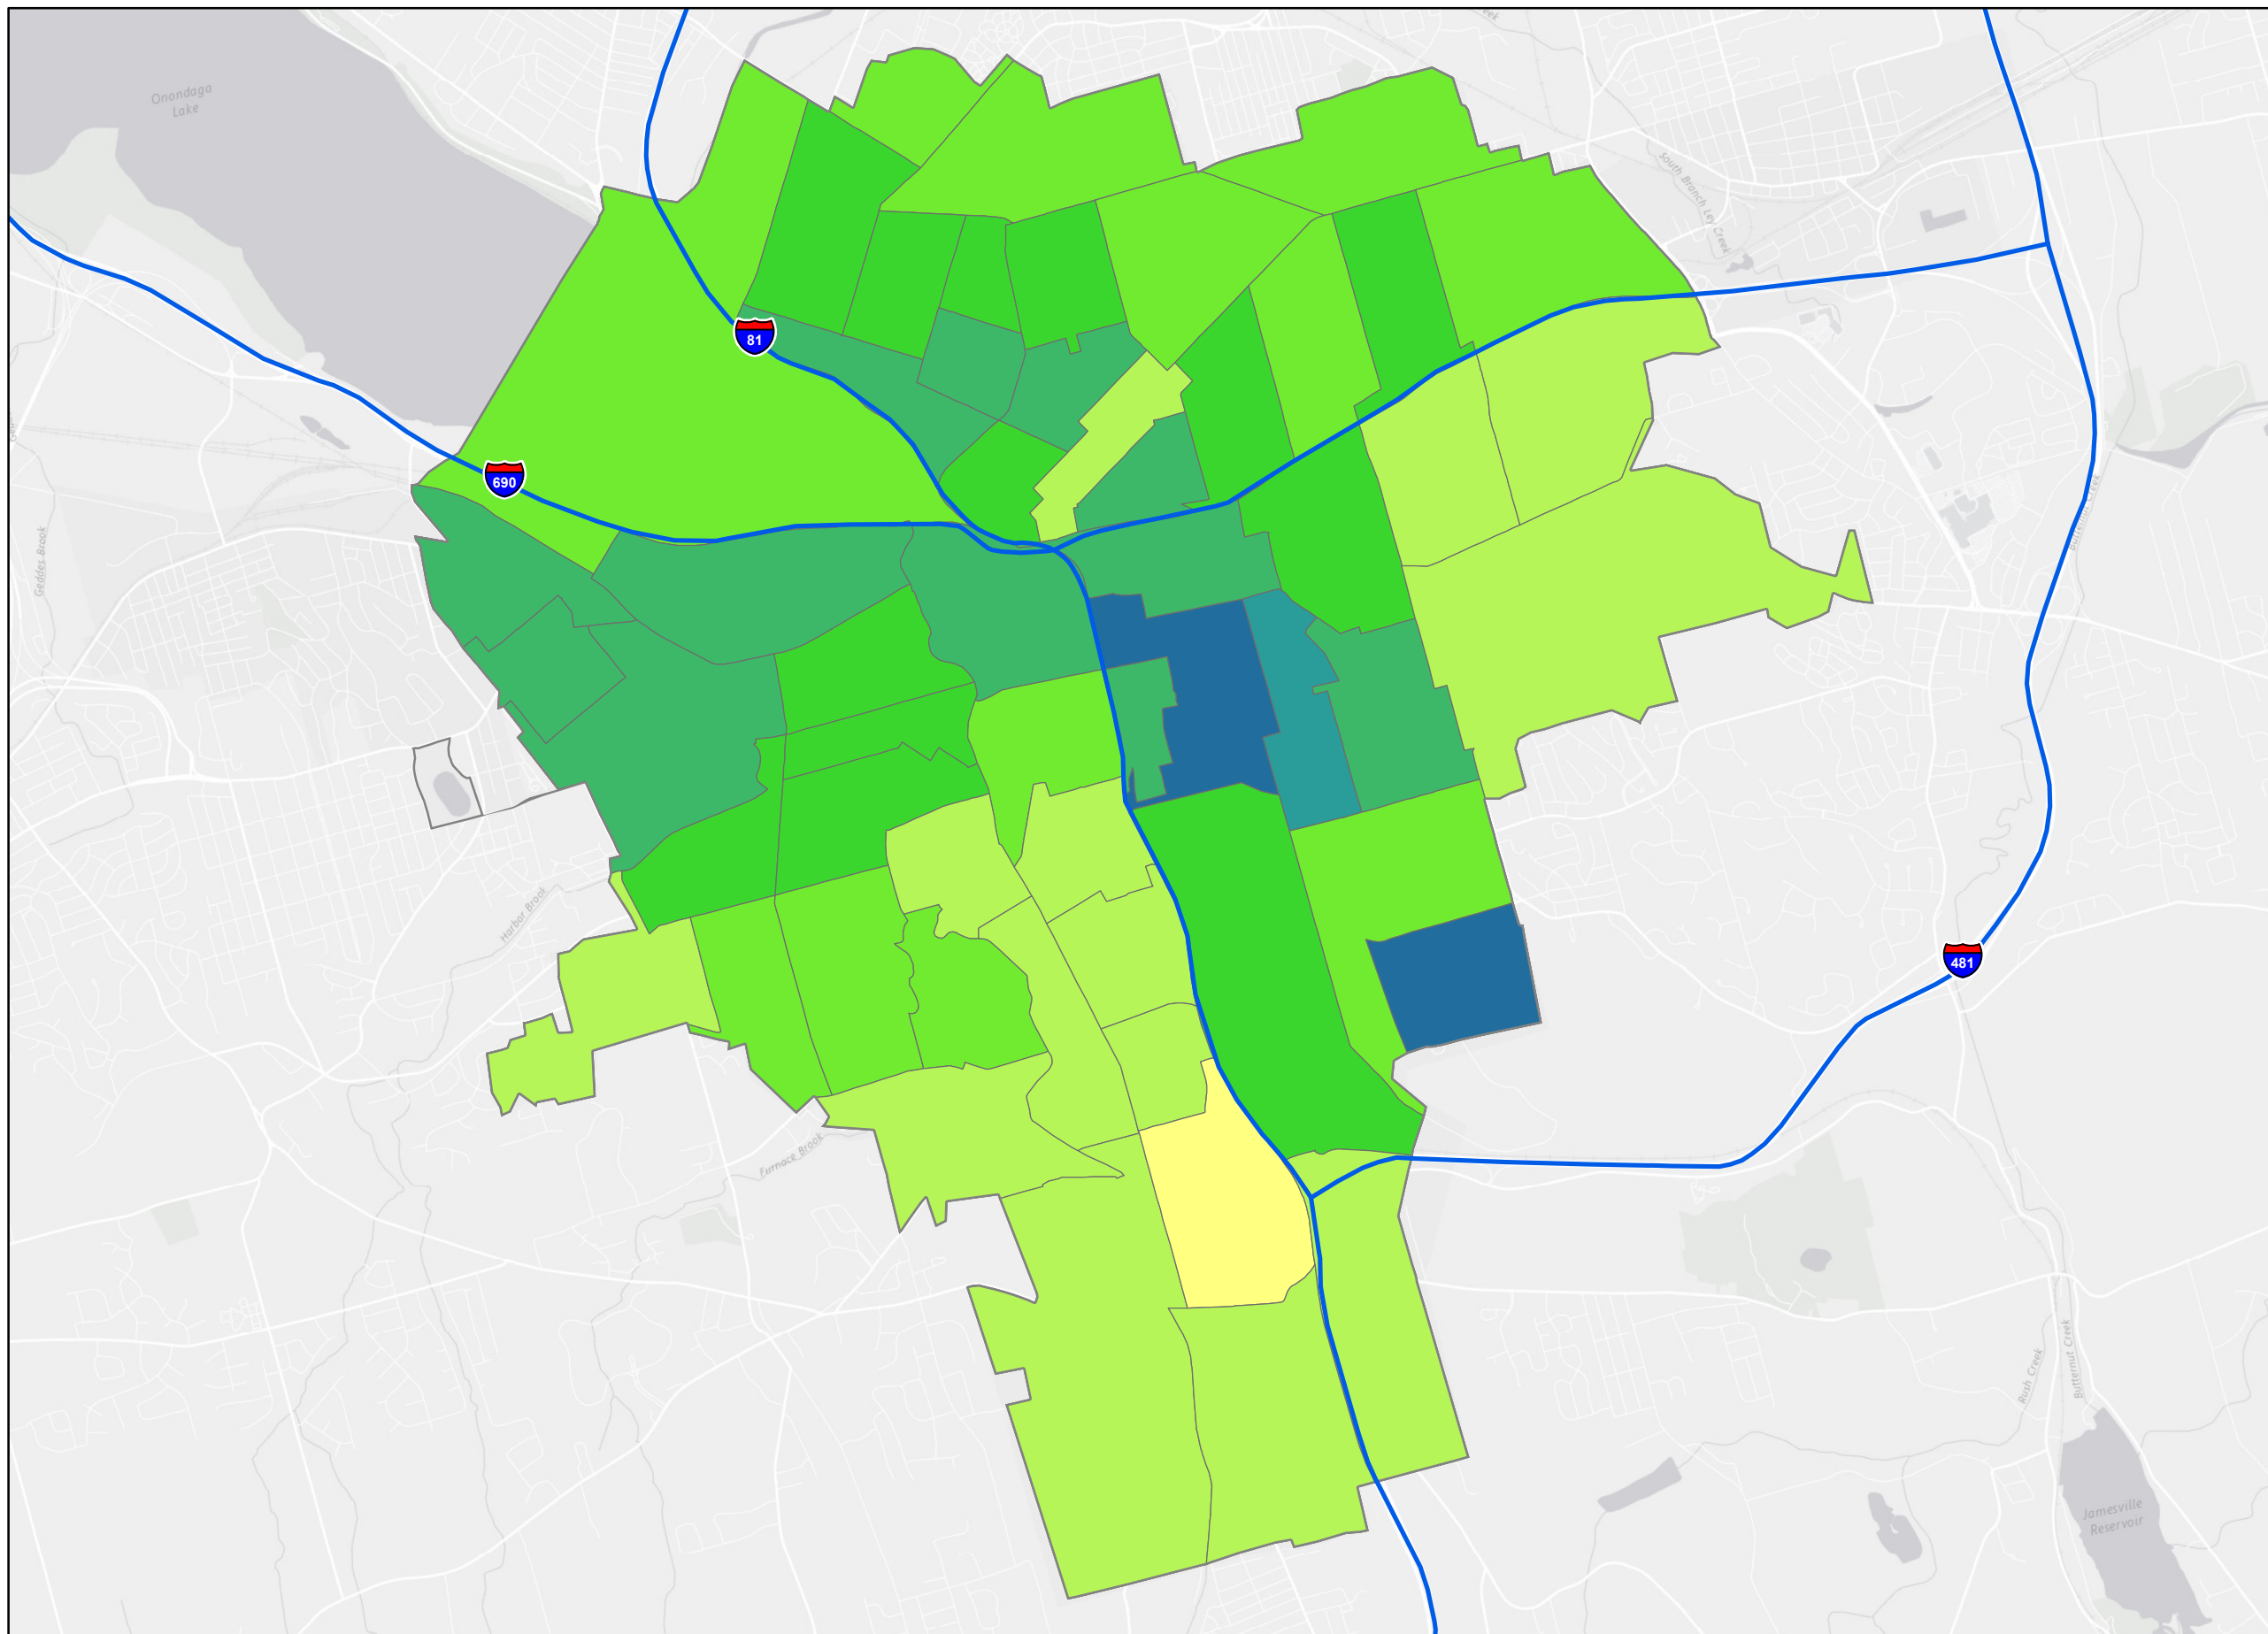 Onondaga
Lake
Creek
South Branch Ley Creek
81
690
Geddes Brook
Butternut Creek
Harbor Brook
481
Furnace Brook
Rush Creek
Butternut Creek
Jamesville
Reservoir